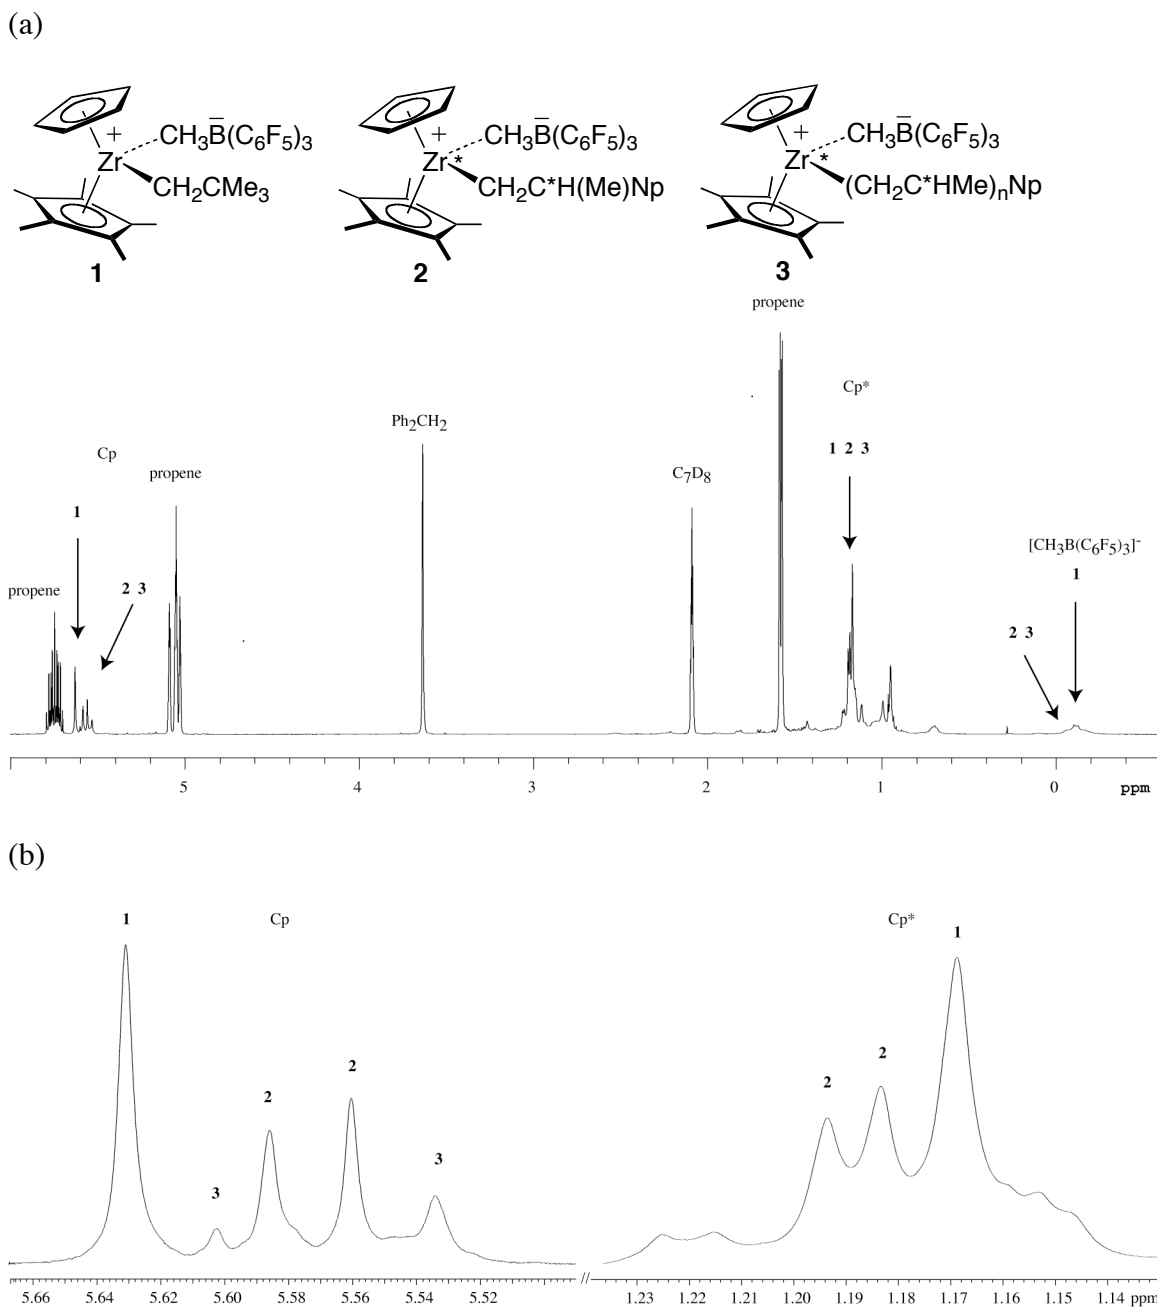 (a)
+ CH3B̅(C6F5)3
Zr
CH2CMe3
1
+ CH3B̅(C6F5)3
Zr*
CH2C*H(Me)Np
2
+ CH3B̅(C6F5)3
Zr*
(CH2C*HMe)nNp
3
propene
Cp*
Ph2CH2
1 2 3
Cp
propene
C7D8
1
[CH3B(C6F5)3]-
1
propene
2 3
2 3
5 4 3 2 1 0 ppm
(b)
1 Cp Cp*
1
2
2
2
2
3
3
5.66 5.64 5.62 5.60 5.58 5.56 5.54 5.52 // 1.23 1.22 1.21 1.20 1.19 1.18 1.17 1.16 1.15 1.14 ppm